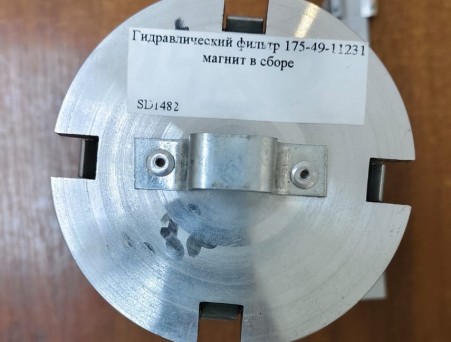 Гидравлический фильтр 175-49-11231
магнит в сборе
SD1482